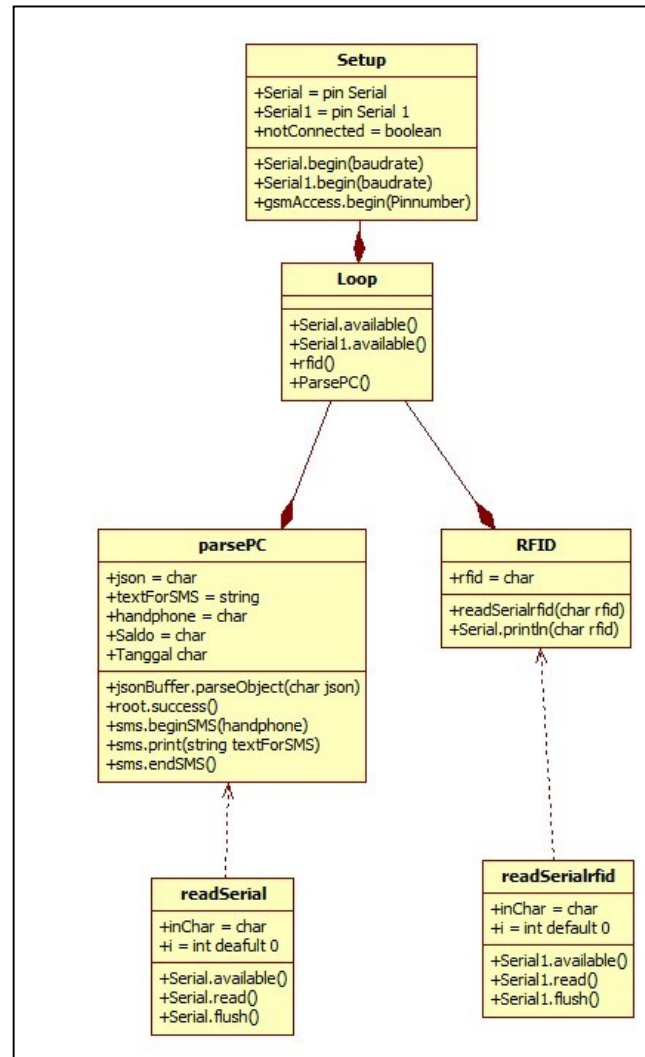 Setup
+Serial = pin Serial
+Serial1 = pin Serial 1
+notConnected = boolean
+Serial.begin(baudrate)
+Serial1.begin(baudrate)
+gsmAccess.begin(Pinnumber)
Loop
+Serial.available()
+Serial1.available()
+rfid()
+ParsePC()
parsePC
+json = char
+textForSMS = string
+handphone = char
+Saldo = char
+Tanggal char
+jsonBuffer.parseObject(char json)
+root.success()
+sms.beginSMS(handphone)
+sms.print(string textForSMS)
+sms.endSMS()
RFID
+rfid = char
+readSerialrfid(char rfid)
+Serial.println(char rfid)
readSerial
+inChar = char
+i = int deafult 0
+Serial.available()
+Serial.read()
+Serial.flush()
readSerialrfid
+inChar = char
+i = int default 0
+Serial1.available()
+Serial1.read()
+Serial1.flush()